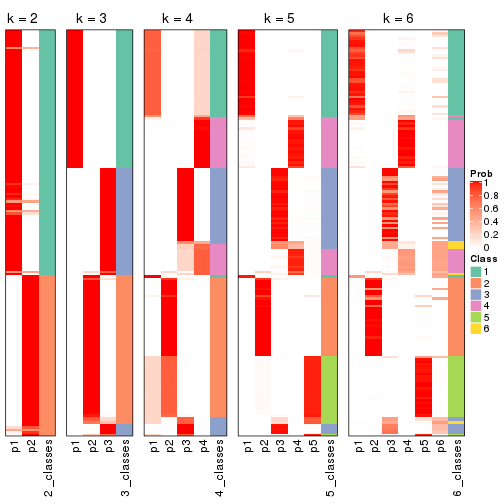 k = 2
k = 3
k = 4
k = 5
k = 6
Prob
1
0.8
0.6
0.4
0.2
0
Class
1
2
3
4
5
6
p1
p2
2_classes
p1
p2
p3
3_classes
p1
p2
p3
p4
4_classes
p1
p2
p3
p4
p5
5_classes
p1
p2
p3
p4
p5
p6
6_classes